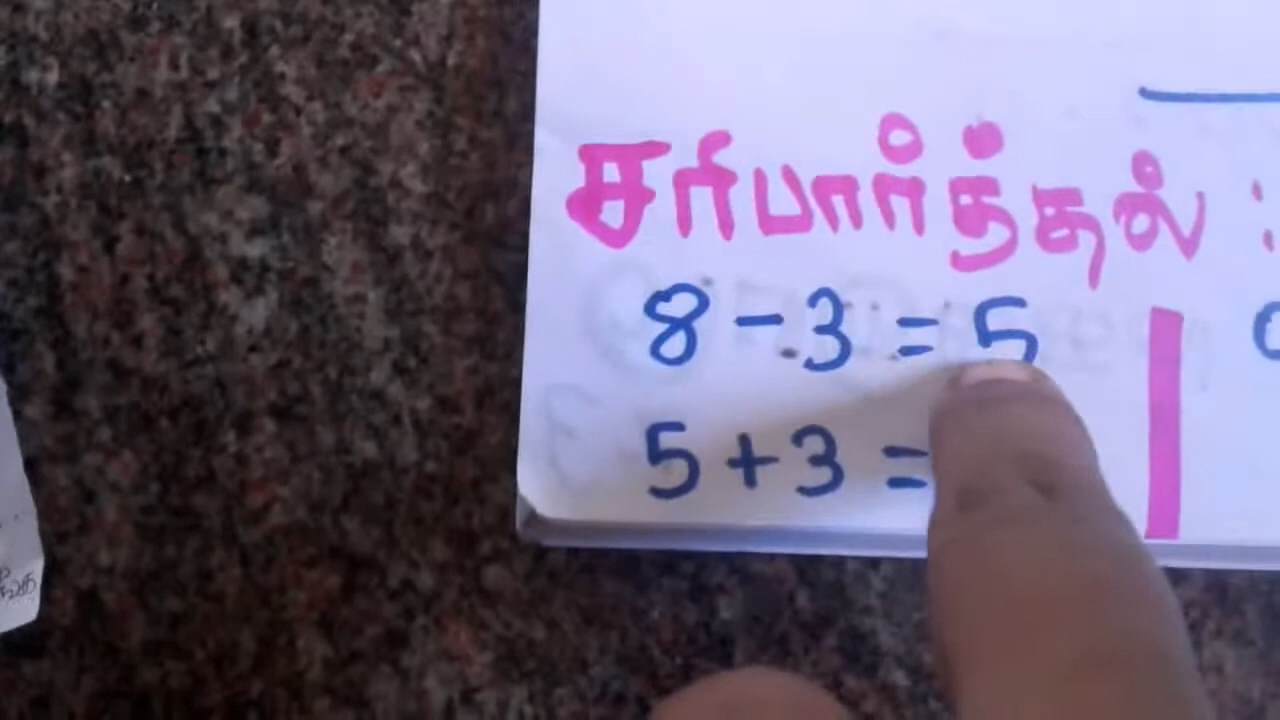 சரிபார்த்தல் :
8 - 3 = 5
5 + 3 =